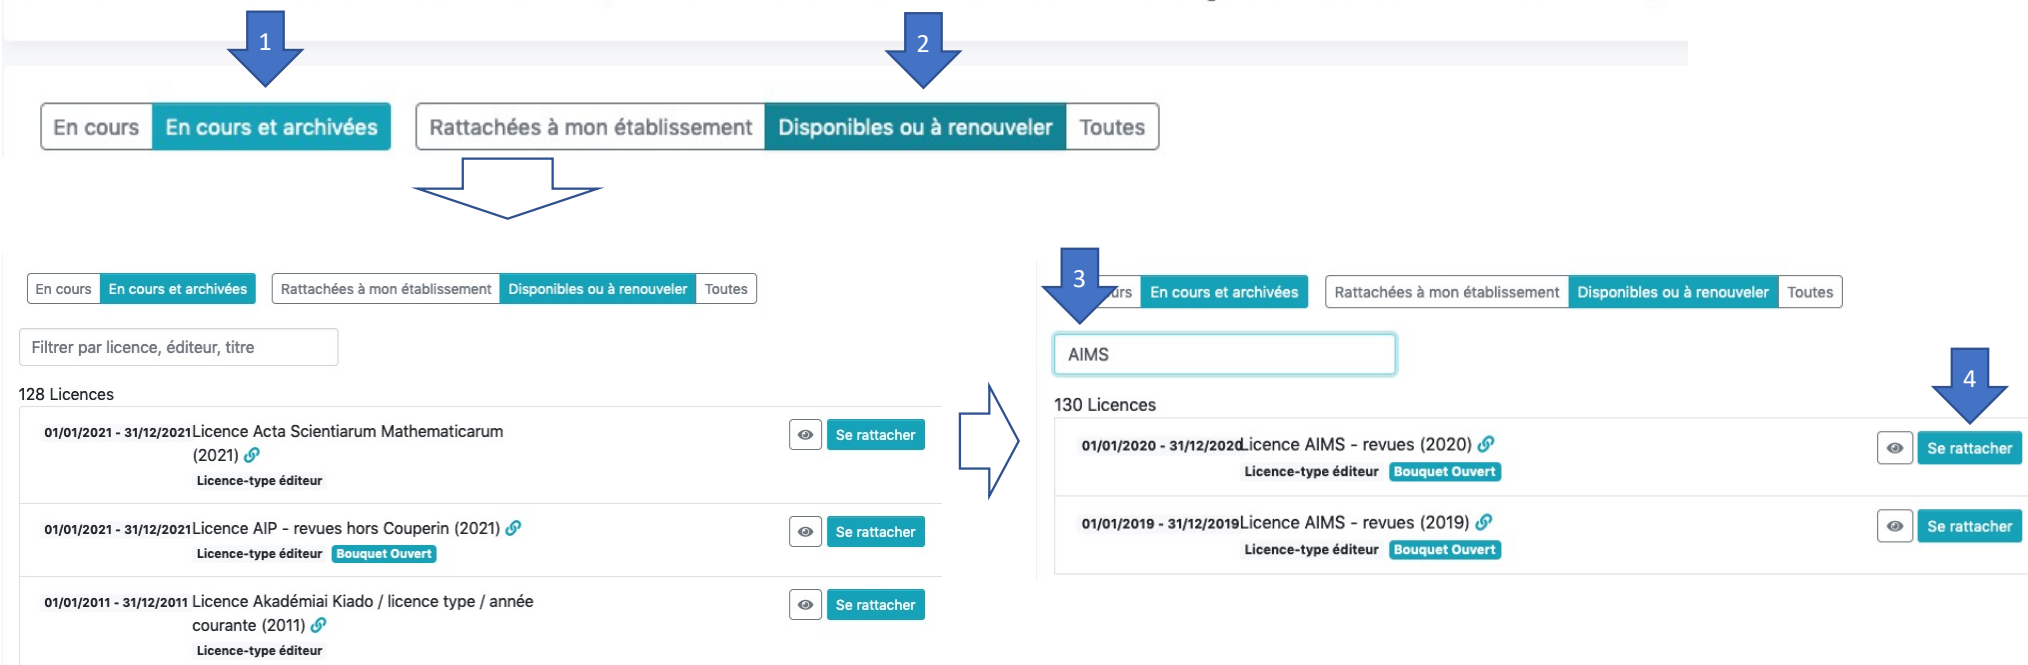 1
2
En cours En cours et archivées Rattachées à mon établissement Disponibles ou à renouveler Toutes
En cours En cours et archivées Rattachées à mon établissement Disponibles ou à renouveler Toutes
Filtrer par licence, éditeur, titre
128 Licences
01/01/2021 - 31/12/2021 Licence Acta Scientiarum Mathematicarum Se rattacher
(2021)
Licence-type éditeur
01/01/2021 - 31/12/2021 Licence AIP - revues hors Couperin (2021) Se rattacher
Licence-type éditeur Bouquet Ouvert
01/01/2011 - 31/12/2011 Licence Akadémiai Kiado / licence type / année Se rattacher
courante (2011)
Licence-type éditeur
3
urs En cours et archivées Rattachées à mon établissement Disponibles ou à renouveler Toutes
AIMS
4
130 Licences
01/01/2020 - 31/12/2020 Licence AIMS - revues (2020) Se rattacher
Licence-type éditeur Bouquet Ouvert
01/01/2019 - 31/12/2019 Licence AIMS - revues (2019) Se rattacher
Licence-type éditeur Bouquet Ouvert